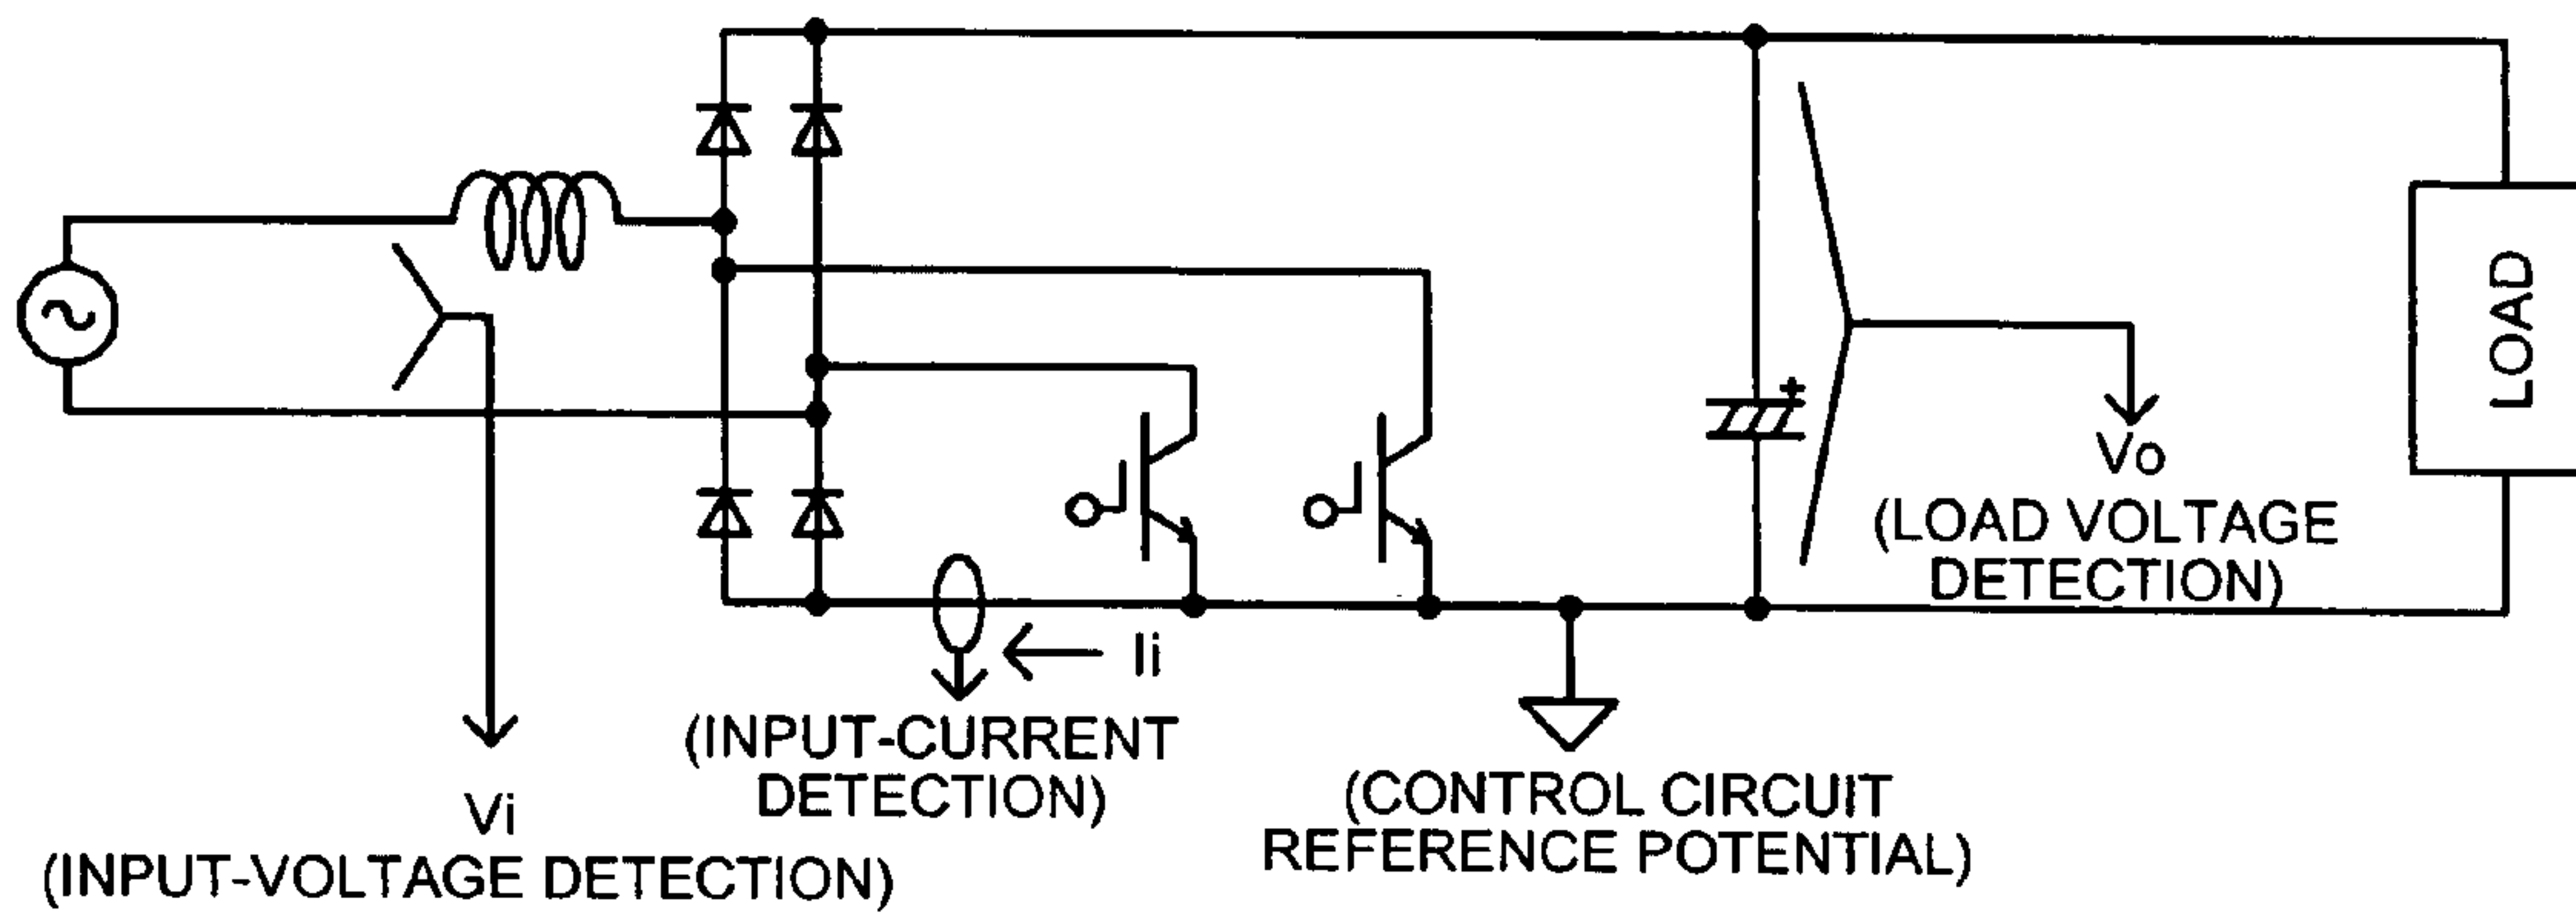 LOAD
Vo
(LOAD VOLTAGE
DETECTION)
+
Ii
(INPUT-CURRENT
DETECTION)
(CONTROL CIRCUIT
REFERENCE POTENTIAL)
Vi
(INPUT-VOLTAGE DETECTION)